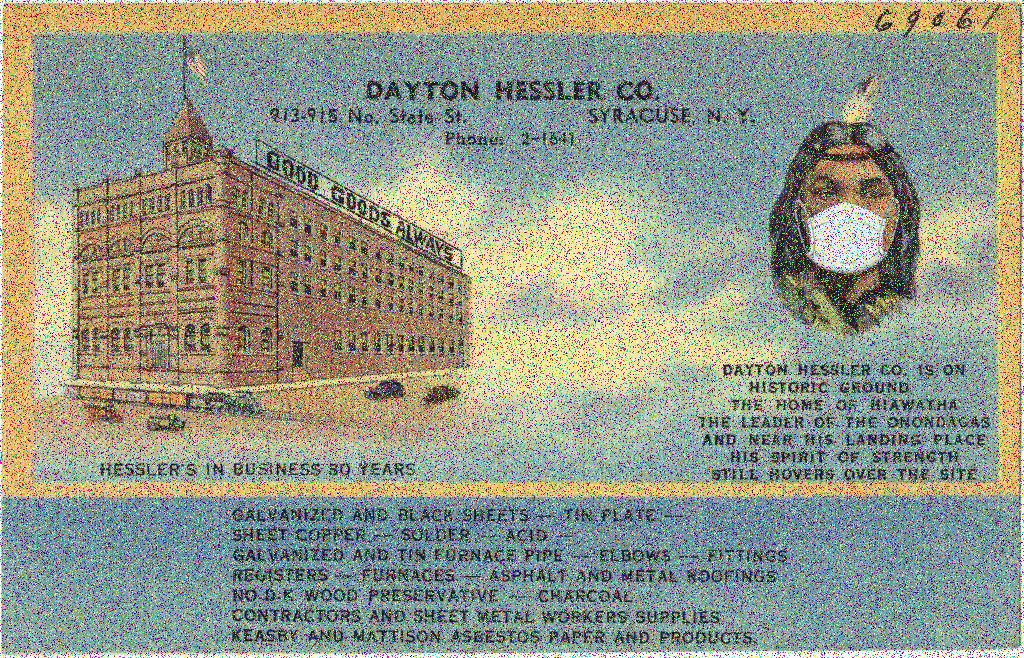 69061
DAYTON HESSLER CO.
213-915 No. State St. SYRACUSE, N. Y.
Phone: 2-1641
GOOD GOODS ALWAYS
DAYTON HESSLER CO. IS ON
HISTORIC GROUND
THE HOME OF HIAWATHA
THE LEADER OF THE ONONDAGAS
AND NEAR HIS LANDING PLACE
HIS SPIRIT OF STRENGTH
STILL HOVERS OVER THE SITE
HESSLER'S IN BUSINESS 80 YEARS
GALVANIZED AND BLACK SHEETS — TIN PLATE —
SHEET COPPER — SOLDER — ACID —
GALVANIZED AND TIN FURNACE PIPE — ELBOWS — FITTINGS
REGISTERS — FURNACES — ASPHALT AND METAL ROOFINGS
NO-D-K WOOD PRESERVATIVE — CHARCOAL
CONTRACTORS AND SHEET METAL WORKERS SUPPLIES
KEASBY AND MATTISON ASBESTOS PAPER AND PRODUCTS.